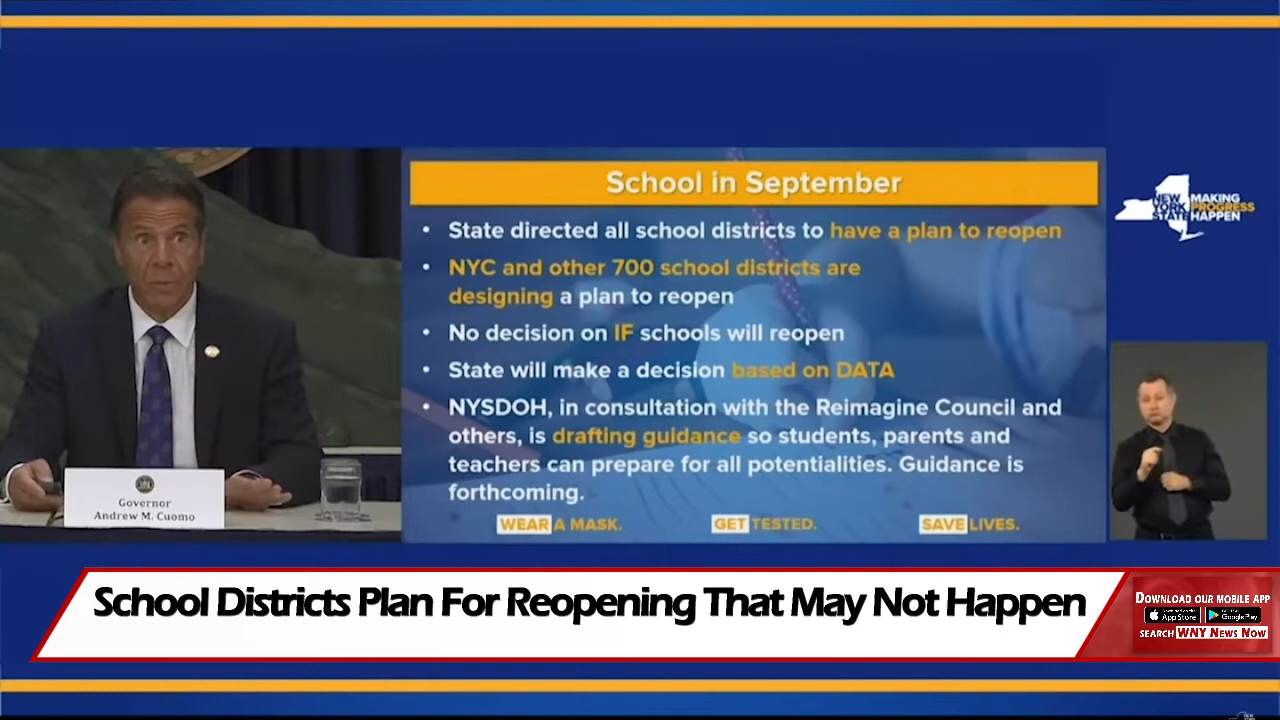 School in September
• State directed all school districts to have a plan to reopen
• NYC and other 700 school districts are
designing a plan to reopen
• No decision on IF schools will reopen
• State will make a decision based on DATA
• NYSDOH, in consultation with the Reimagine Council and
others, is drafting guidance so students, parents and
teachers can prepare for all potentialities. Guidance is
forthcoming.
WEAR A MASK. GET TESTED. SAVE LIVES.
Governor
Andrew M. Cuomo
NEW
YORK
STATE
MAKING
PROGRESS
HAPPEN
School Districts Plan For Reopening That May Not Happen
DOWNLOAD OUR MOBILE APP
App Store Google Play
SEARCH WNY NEWS NOW